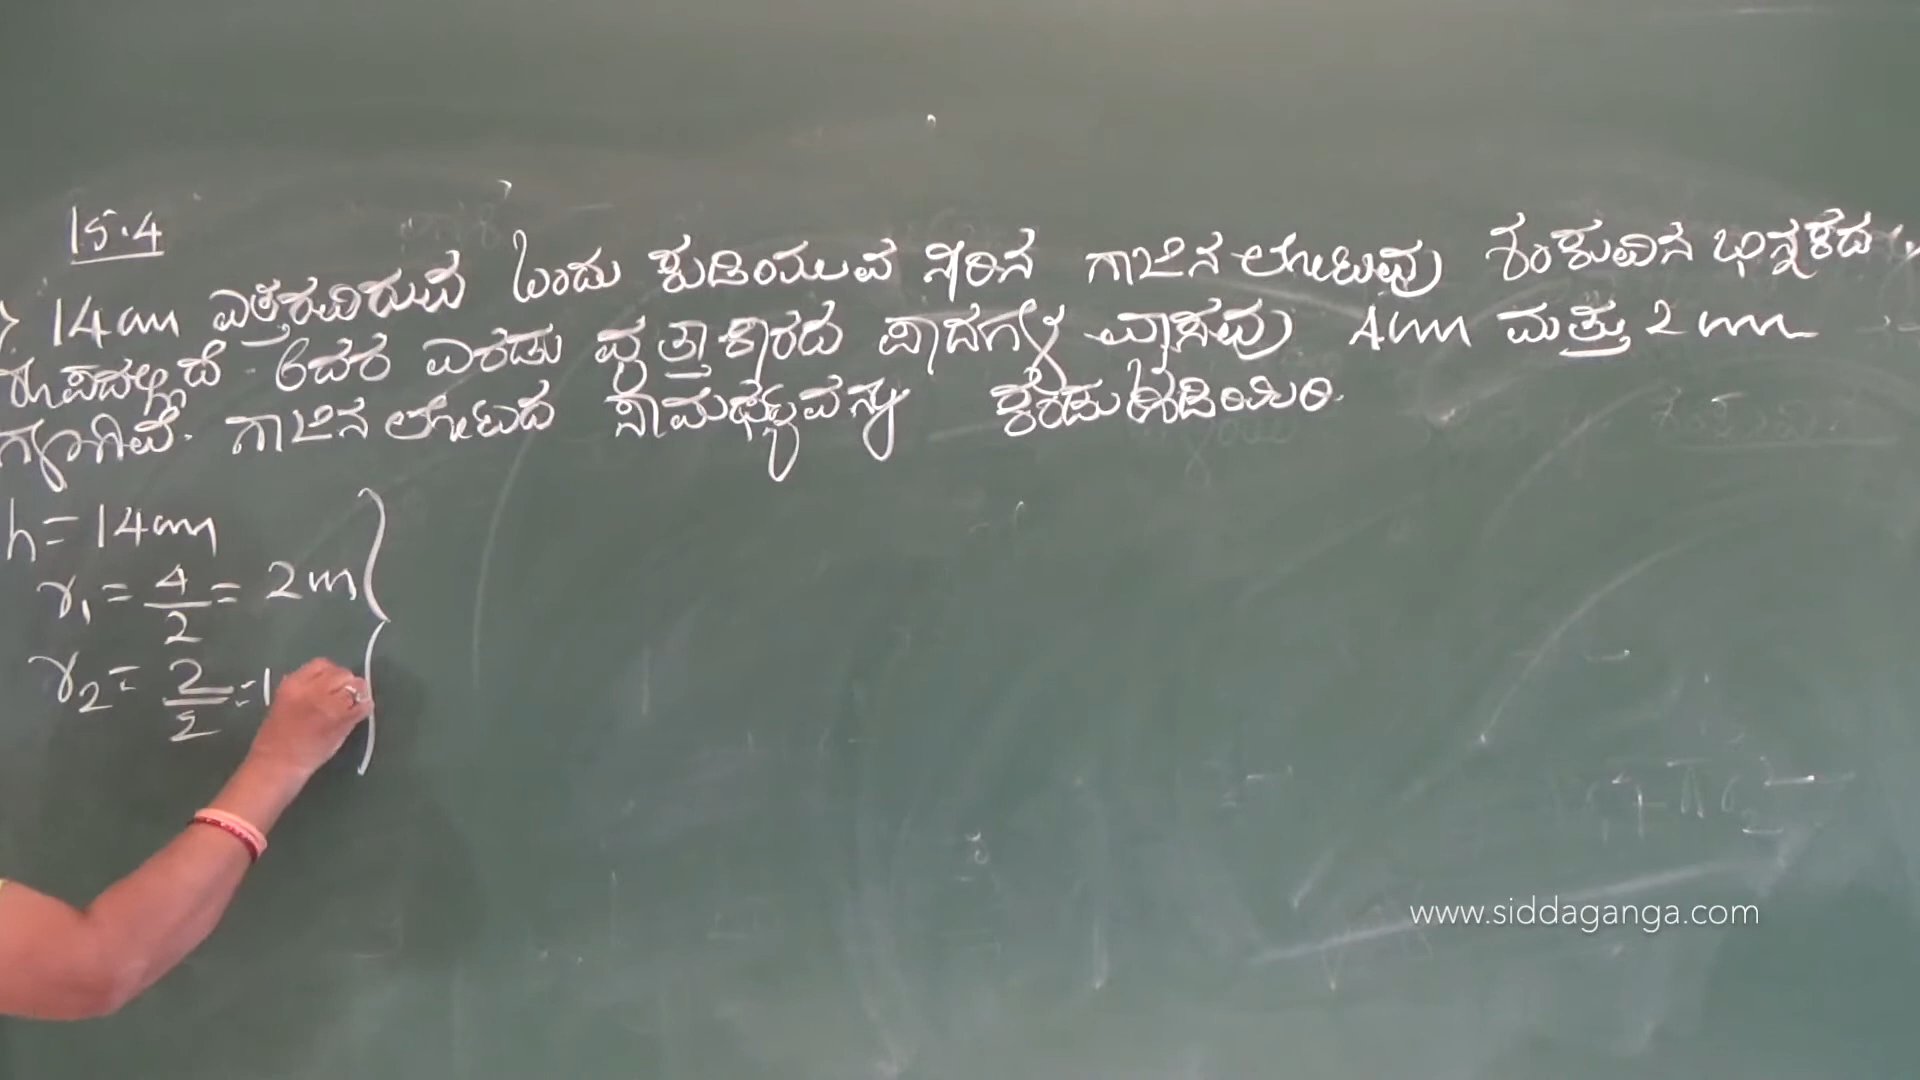 15.4
14cm ಎತ್ತರವಿರುವ ಒಂದು ಕುಡಿಯುವ ನೀರಿನ ಗಾಜಿನ ಲೋಟವು ಶಂಕುವಿನ ಭಿನ್ನಕದ
ರೂಪದಲ್ಲಿದೆ. ಅದರ ಎರಡು ವೃತ್ತಾಕಾರದ ಪಾದಗಳ ವ್ಯಾಸವು 4cm ಮತ್ತು 2cm
ಗಳಾಗಿವೆ. ಗಾಜಿನ ಲೋಟದ ಸಾಮರ್ಥ್ಯವನ್ನು ಕಂಡುಹಿಡಿಯಿರಿ.
h = 14cm
r₁ = 4/2 = 2m
r₂ = 2/2 = 1
www.siddaganga.com